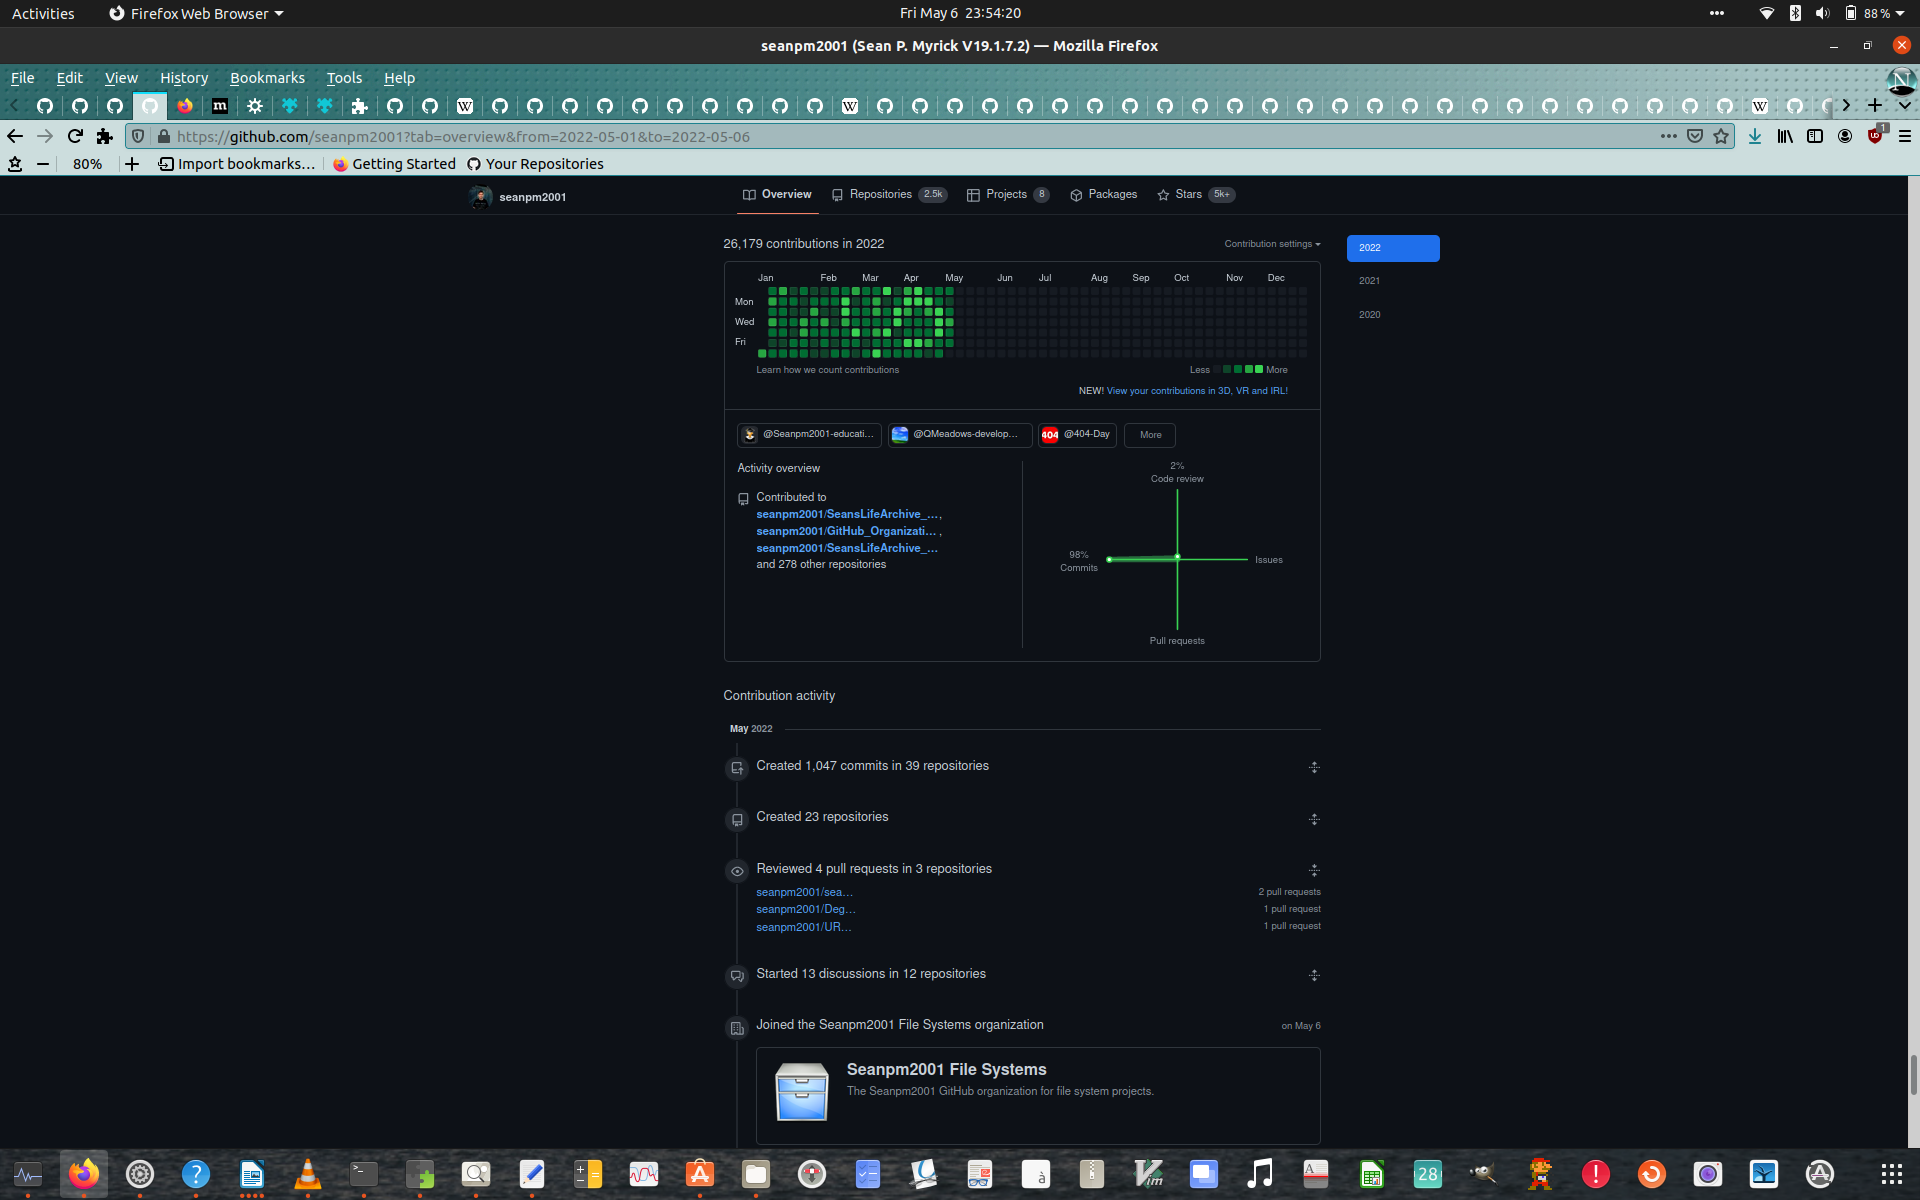 Activities
Firefox Web Browser
Fri May 6 23:54:20
88 %
seanpm2001 (Sean P. Myrick V19.1.7.2) — Mozilla Firefox
File Edit View History Bookmarks Tools Help
https://github.com/seanpm2001?tab=overview&from=2022-05-01&to=2022-05-06
80% Import bookmarks… Getting Started Your Repositories
seanpm2001
Overview Repositories 2.5k Projects 8 Packages Stars 5k+
26,179 contributions in 2022
Contribution settings
2022
2021
2020
Jan Feb Mar Apr May Jun Jul Aug Sep Oct Nov Dec
Mon
Wed
Fri
Learn how we count contributions
Less More
NEW! View your contributions in 3D, VR and IRL!
@Seanpm2001-educati… @QMeadows-develop… 404 @404-Day More
Activity overview
Contributed to
seanpm2001/SeansLifeArchive_…,
seanpm2001/GitHub_Organizati… ,
seanpm2001/SeansLifeArchive_…
and 278 other repositories
2%
Code review
98%
Commits
Issues
Pull requests
Contribution activity
May 2022
Created 1,047 commits in 39 repositories
Created 23 repositories
Reviewed 4 pull requests in 3 repositories
seanpm2001/sea… 2 pull requests
seanpm2001/Deg… 1 pull request
seanpm2001/UR… 1 pull request
Started 13 discussions in 12 repositories
Joined the Seanpm2001 File Systems organization on May 6
Seanpm2001 File Systems
The Seanpm2001 GitHub organization for file system projects.
28